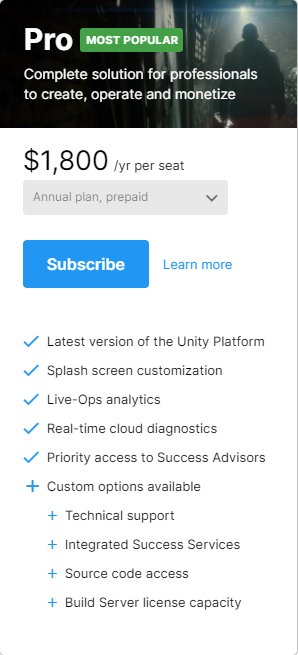 Pro MOST POPULAR
Complete solution for professionals
to create, operate and monetize
$1,800 /yr per seat
Annual plan, prepaid
Subscribe Learn more
Latest version of the Unity Platform
Splash screen customization
Live-Ops analytics
Real-time cloud diagnostics
Priority access to Success Advisors
+ Custom options available
+ Technical support
+ Integrated Success Services
+ Source code access
+ Build Server license capacity